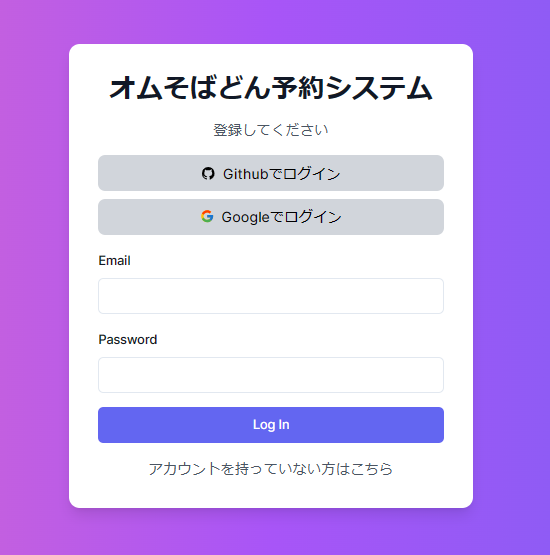 オムそばどん予約システム
登録してください
Githubでログイン
Googleでログイン
Email
Password
Log In
アカウントを持っていない方はこちら